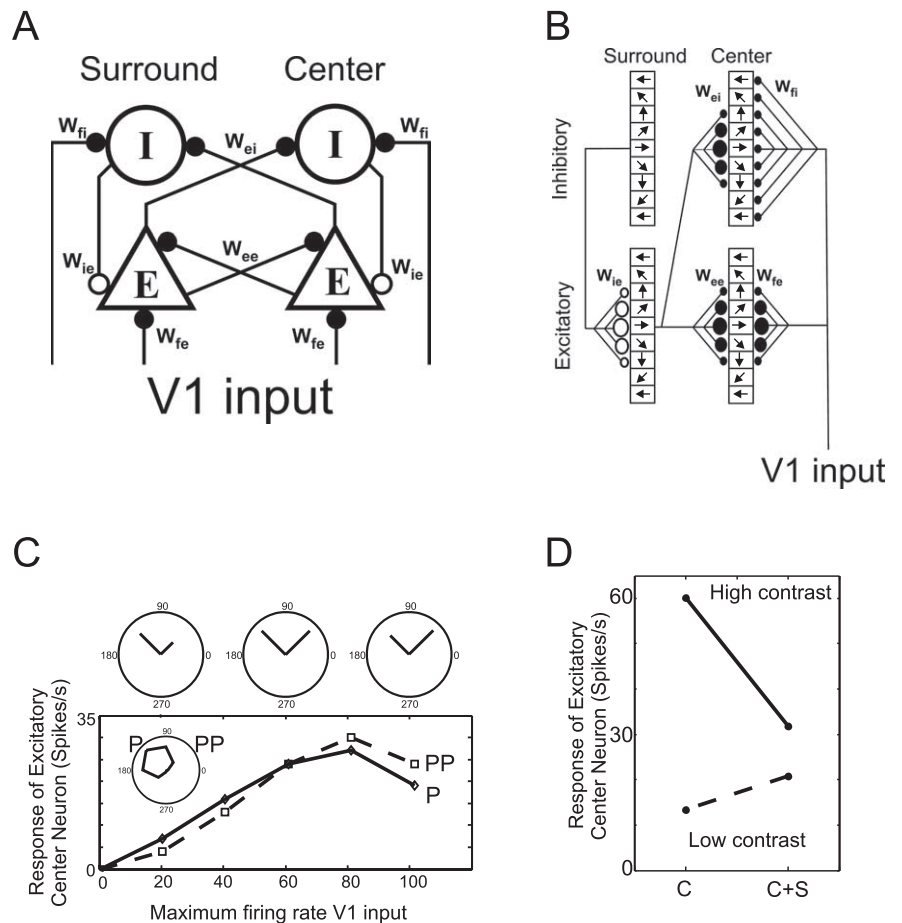 A
Surround Center
W_fi I W_ei I W_fi
W_ie E W_ee E W_ie
W_fe W_fe
V1 input
B
Surround Center
Inhibitory
W_ei W_fi
Excitatory
W_ie W_ee W_fe
V1 input
C
90 90 90
180 0 180 0 180 0
270 270 270
Response of Excitatory
Center Neuron (Spikes/s)
35
0
P 90 PP
180 0
270
PP
P
0 20 40 60 80 100
Maximum firing rate V1 input
D
Response of Excitatory
Center Neuron (Spikes/s)
60
30
0
High contrast
Low contrast
C C+S